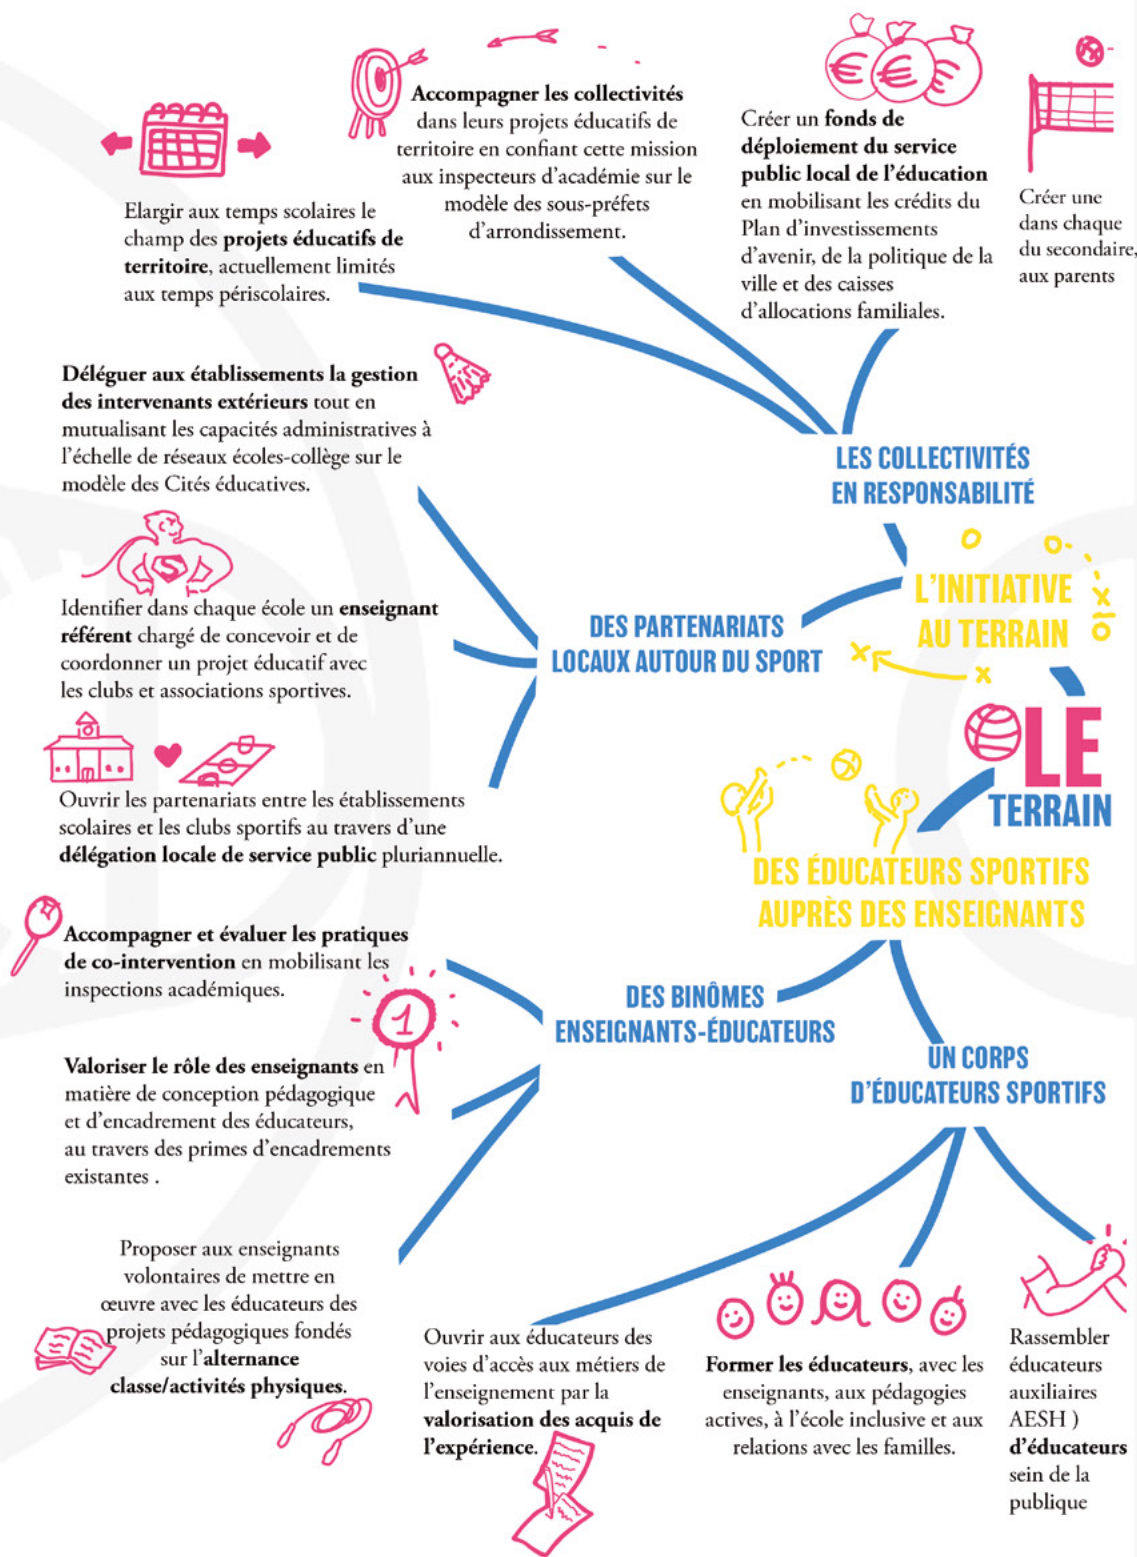 Accompagner les collectivités
dans leurs projets éducatifs de
territoire en confiant cette mission
aux inspecteurs d'académie sur le
modèle des sous-préfets
d'arrondissement.
Créer un fonds de
déploiement du service
public local de l'éducation
en mobilisant les crédits du
Plan d'investissements
d'avenir, de la politique de la
ville et des caisses
d'allocations familiales.
Créer une
dans chaque
du secondaire,
aux parents
Elargir aux temps scolaires le
champ des projets éducatifs de
territoire, actuellement limités
aux temps périscolaires.
Déléguer aux établissements la gestion
des intervenants extérieurs tout en
mutualisant les capacités administratives à
l'échelle de réseaux écoles-collège sur le
modèle des Cités éducatives.
LES COLLECTIVITÉS
EN RESPONSABILITÉ
S
Identifier dans chaque école un enseignant
référent chargé de concevoir et de
coordonner un projet éducatif avec
les clubs et associations sportives.
L'INITIATIVE
AU TERRAIN
DES PARTENARIATS
LOCAUX AUTOUR DU SPORT
LE
TERRAIN
Ouvrir les partenariats entre les établissements
scolaires et les clubs sportifs au travers d'une
délégation locale de service public pluriannuelle.
DES ÉDUCATEURS SPORTIFS
AUPRÈS DES ENSEIGNANTS
Accompagner et évaluer les pratiques
de co-intervention en mobilisant les
inspections académiques.
1
DES BINÔMES
ENSEIGNANTS-ÉDUCATEURS
Valoriser le rôle des enseignants en
matière de conception pédagogique
et d'encadrement des éducateurs,
au travers des primes d'encadrements
existantes .
UN CORPS
D'ÉDUCATEURS SPORTIFS
Proposer aux enseignants
volontaires de mettre en
œuvre avec les éducateurs des
projets pédagogiques fondés
sur l'alternance
classe/activités physiques.
Ouvrir aux éducateurs des
voies d'accès aux métiers de
l'enseignement par la
valorisation des acquis de
l'expérience.
Former les éducateurs, avec les
enseignants, aux pédagogies
actives, à l'école inclusive et aux
relations avec les familles.
Rassembler
éducateurs
auxiliaires
AESH )
d'éducateurs
sein de la
publique